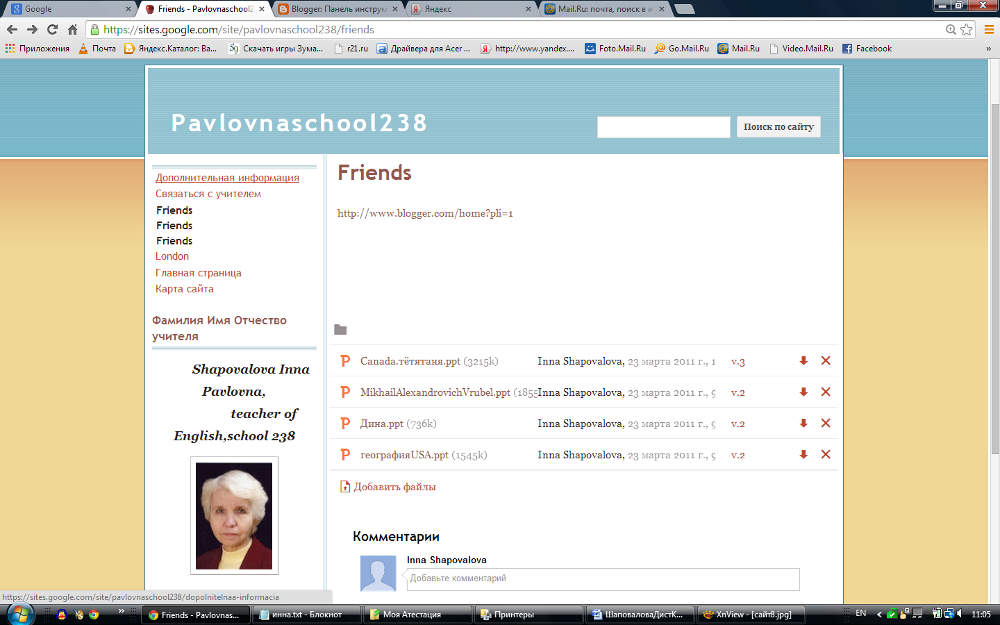 Google
Friends - Pavlovnaschool2
Blogger: Панель инструм
Яндекс
Mail.Ru: почта, поиск в и
https://sites.google.com/site/pavlovnaschool238/friends
Приложения
Почта
Яндекс.Каталог: Ва...
Скачать игры Зума...
r21.ru
Драйвера для Acer ...
http://www.yandex....
Foto.Mail.Ru
Go.Mail.Ru
Mail.Ru
Video.Mail.Ru
Facebook
»
Pavlovnaschool238
Поиск по сайту
Дополнительная информация
Связаться с учителем
Friends
Friends
Friends
London
Главная страница
Карта сайта
Фамилия Имя Отчество
учителя
Shapovalova Inna
Pavlovna,
teacher of
English,school 238
Friends
http://www.blogger.com/home?pli=1
Canada.тётятаня.ppt (3215k) Inna Shapovalova, 23 марта 2011 г., 1 v.3
MikhailAlexandrovichVrubel.ppt (1855 Inna Shapovalova, 23 марта 2011 г., 9 v.2
Дина.ppt (736k) Inna Shapovalova, 23 марта 2011 г., 9 v.2
географияUSA.ppt (1545k) Inna Shapovalova, 23 марта 2011 г., 9 v.2
Добавить файлы
Комментарии
Inna Shapovalova
Добавьте комментарий
https://sites.google.com/site/pavlovnaschool238/dopolnitelnaa-informacia
»
Friends - Pavlovnas...
инна.txt - Блокнот
Моя Атестация
Принтеры
ШаповаловаДистК...
XnView - [сайт8.jpg]
EN
11:05